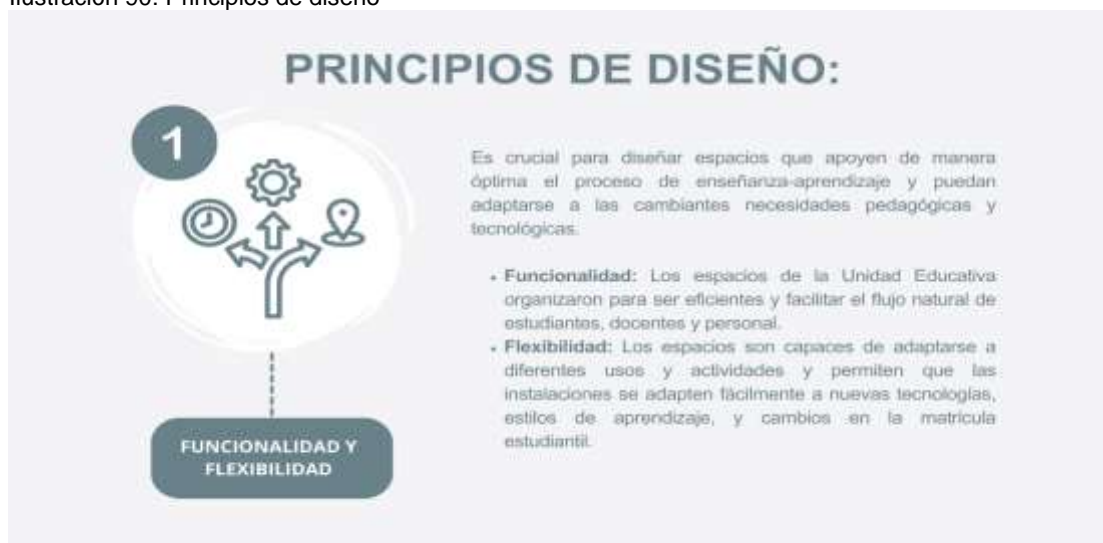 Ilustración 90: Principios de diseño
PRINCIPIOS DE DISEÑO:
1
Es crucial para diseñar espacios que apoyen de manera
óptima el proceso de enseñanza-aprendizaje y puedan
adaptarse a las cambiantes necesidades pedagógicas y
tecnológicas.
• Funcionalidad: Los espacios de la Unidad Educativa
organizaron para ser eficientes y facilitar el flujo natural de
estudiantes, docentes y personal.
• Flexibilidad: Los espacios son capaces de adaptarse a
diferentes usos y actividades y permiten que las
instalaciones se adapten fácilmente a nuevas tecnologías,
estilos de aprendizaje, y cambios en la matrícula
estudiantil.
FUNCIONALIDAD Y
FLEXIBILIDAD